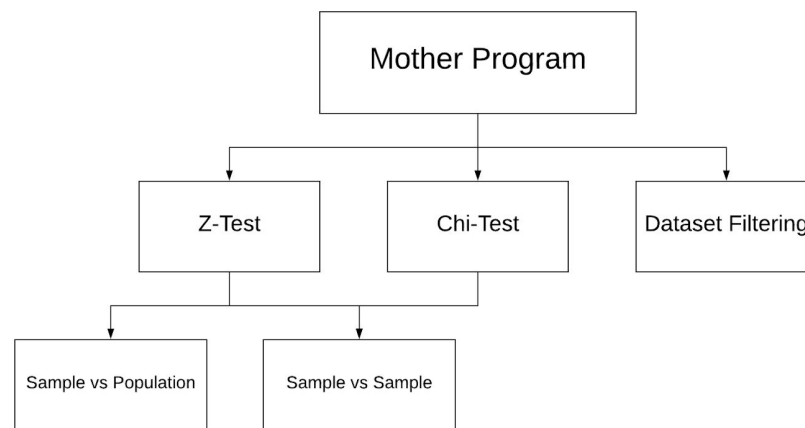 Mother Program
Z-Test
Chi-Test
Dataset Filtering
Sample vs Population
Sample vs Sample